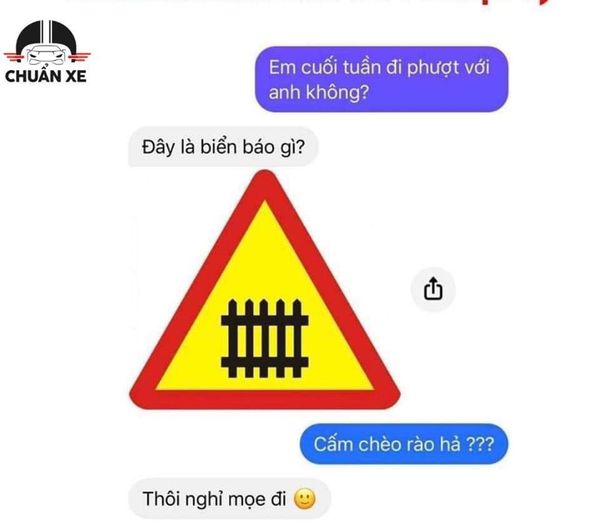 CHUẨN XE
Em cuối tuần đi phượt với
anh không?
Đây là biển báo gì?
Cấm chèo rào hả ???
Thôi nghỉ mọe đi 🙂